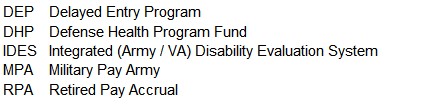 DEP Delayed Entry Program
DHP Defense Health Program Fund
IDES Integrated (Army / VA) Disability Evaluation System
MPA Military Pay Army
RPA Retired Pay Accrual